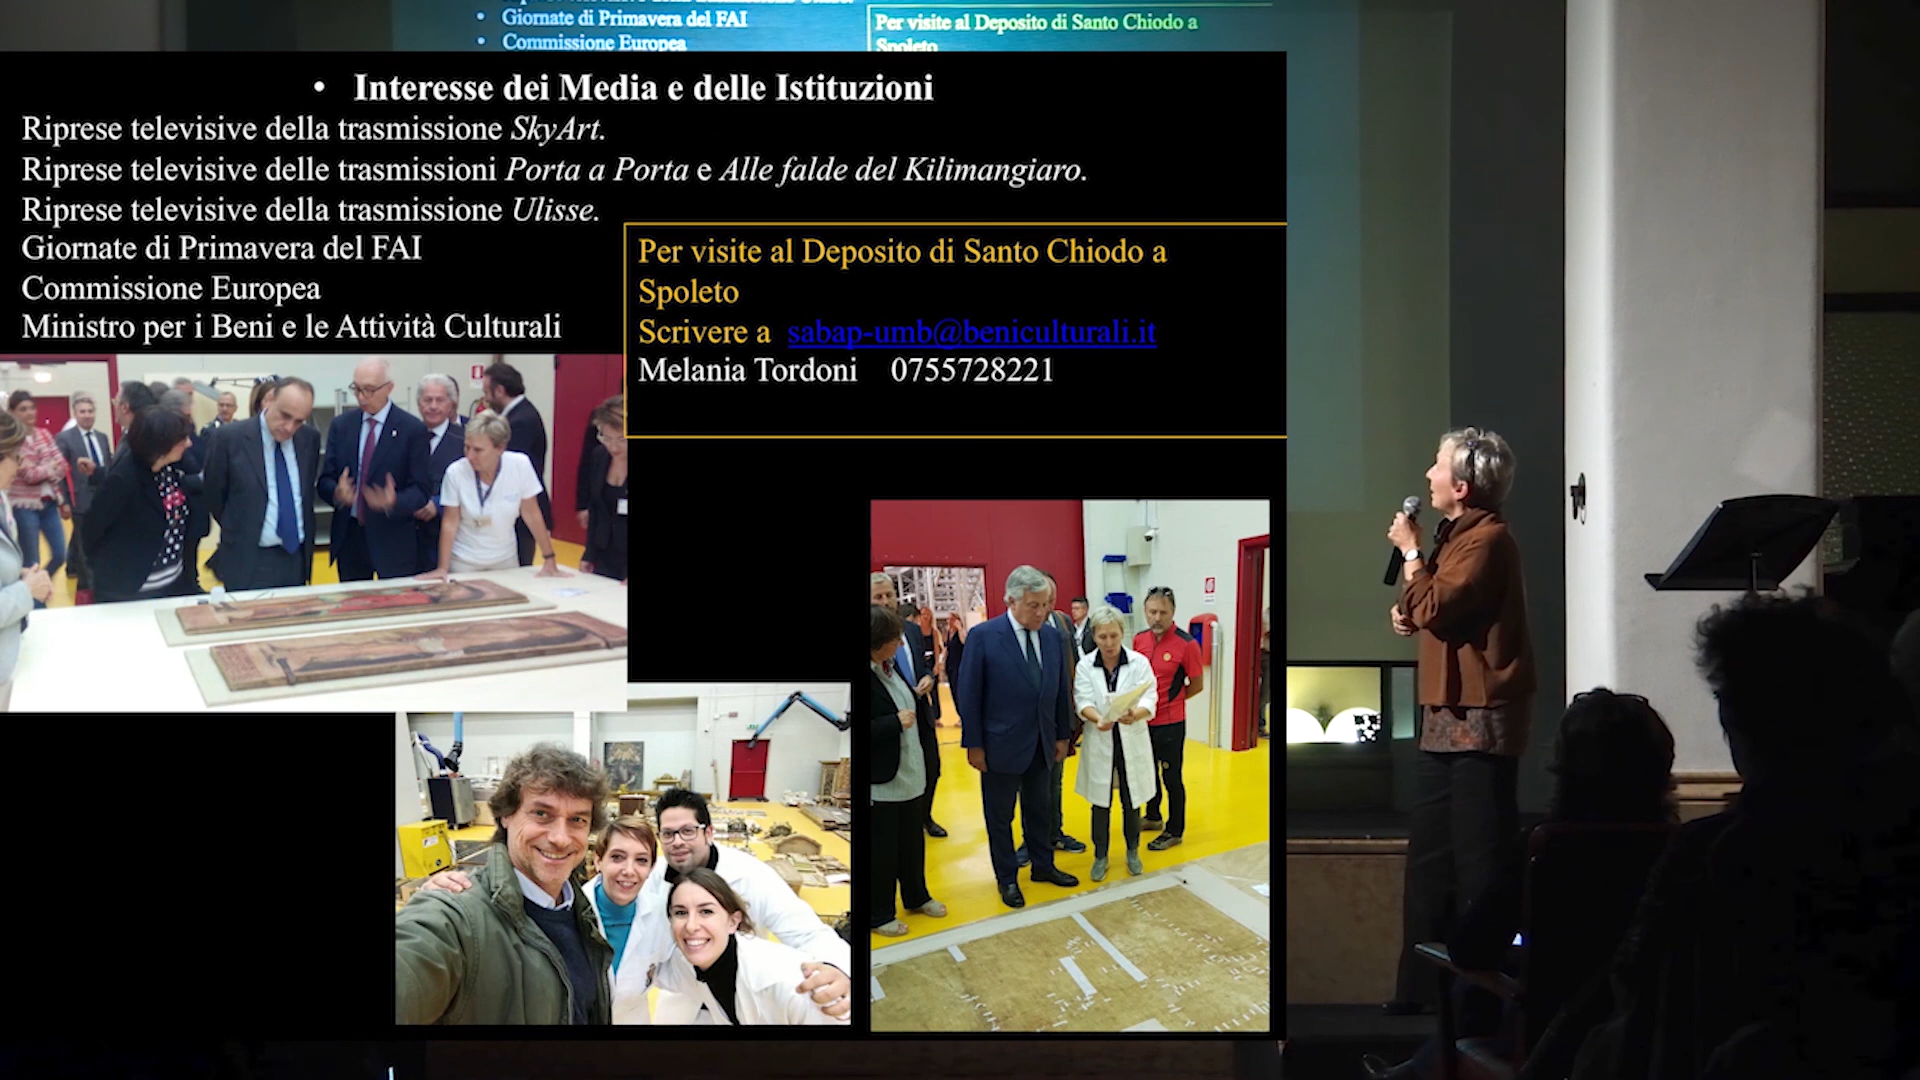 Giornate di Primavera del FAI
Commissione Europea
Per visite al Deposito di Santo Chiodo a
Spoleto
• Interesse dei Media e delle Istituzioni
Riprese televisive della trasmissione SkyArt.
Riprese televisive delle trasmissioni Porta a Porta e Alle falde del Kilimangiaro.
Riprese televisive della trasmissione Ulisse.
Giornate di Primavera del FAI
Commissione Europea
Ministro per i Beni e le Attività Culturali
Per visite al Deposito di Santo Chiodo a
Spoleto
Scrivere a sabap-umb@beniculturali.it
Melania Tordoni 0755728221